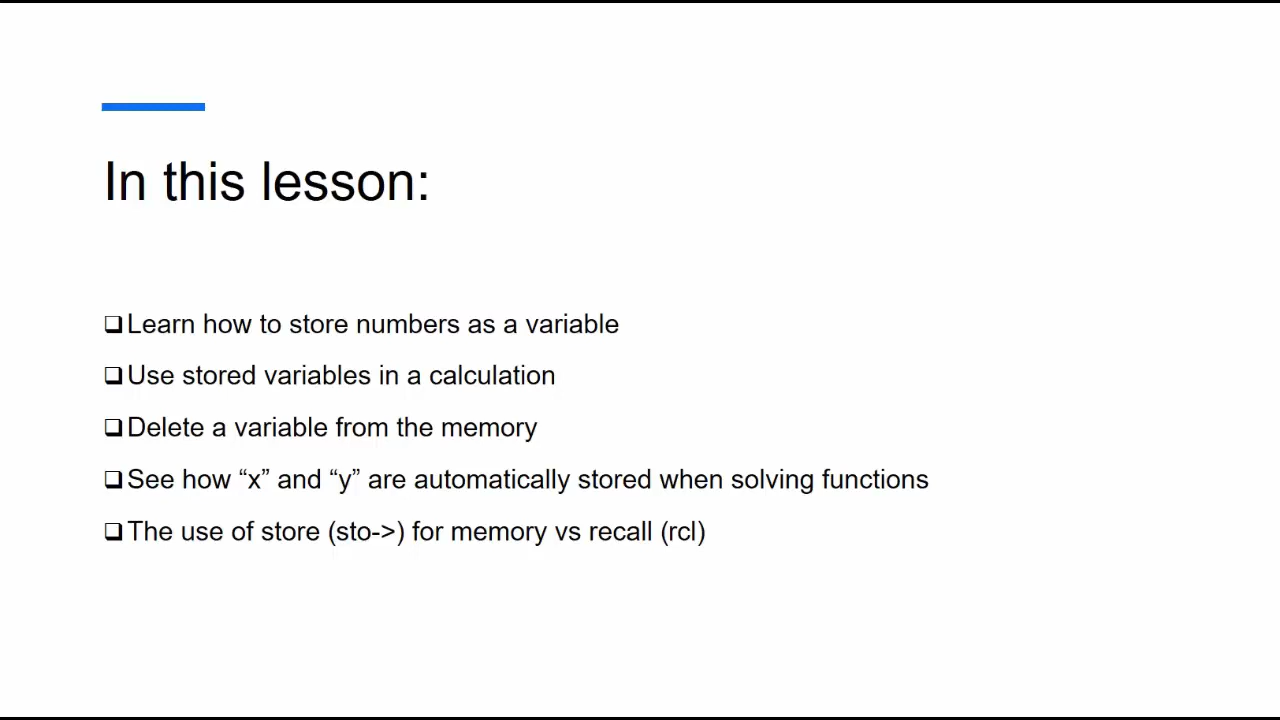 In this lesson:
❑Learn how to store numbers as a variable
❑Use stored variables in a calculation
❑Delete a variable from the memory
❑See how “x” and “y” are automatically stored when solving functions
❑The use of store (sto->) for memory vs recall (rcl)